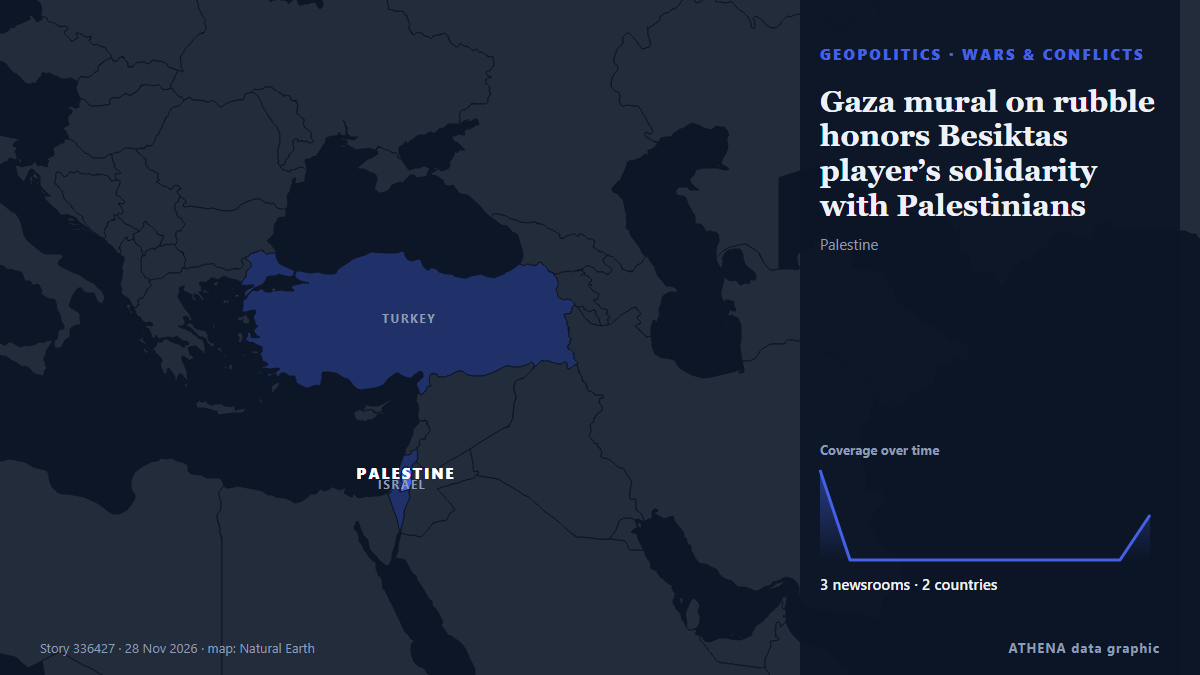 GEOPOLITICS · WARS & CONFLICTS
Gaza mural on rubble
honors Besiktas
player’s solidarity
with Palestinians
Palestine
TURKEY
PALESTINE
ISRAEL
Coverage over time
3 newsrooms · 2 countries
Story 336427 · 28 Nov 2026 · map: Natural Earth
ATHENA data graphic